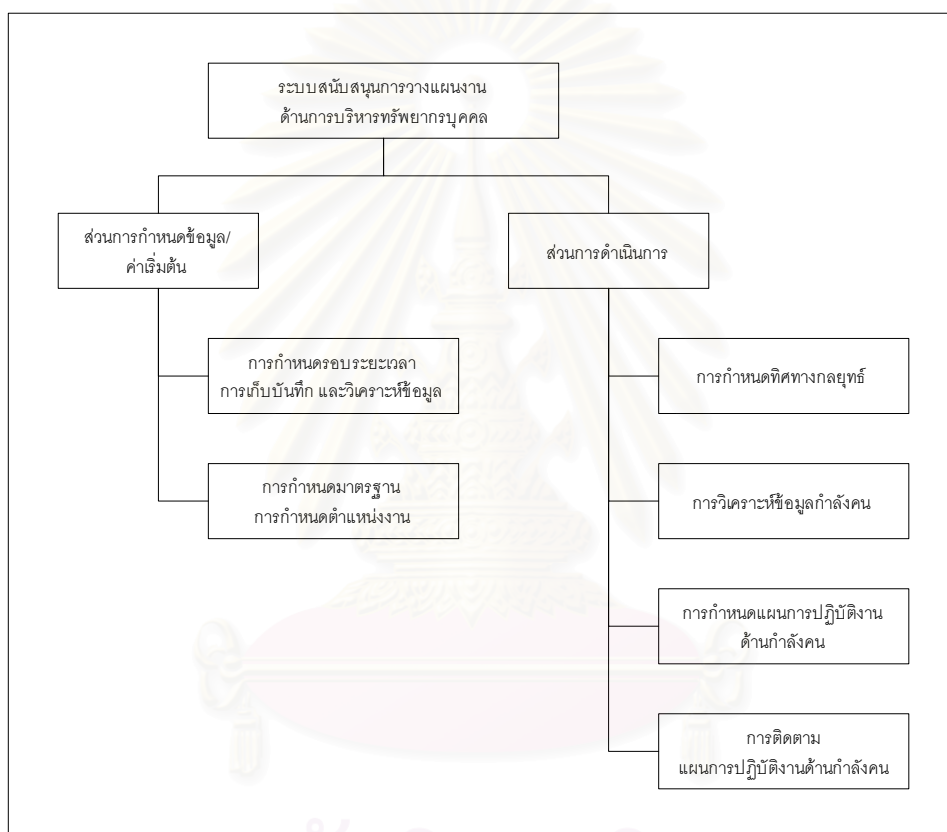 ระบบสนับสนุนการวางแผนงาน
ด้านการบริหารทรัพยากรบุคคล
ส่วนการกำหนดข้อมูล/
ค่าเริ่มต้น
การกำหนดรอบระยะเวลา
การเก็บบันทึก และวิเคราะห์ข้อมูล
การกำหนดมาตรฐาน
การกำหนดตำแหน่งงาน
ส่วนการดำเนินการ
การกำหนดทิศทางกลยุทธ์
การวิเคราะห์ข้อมูลกำลังคน
การกำหนดแผนการปฏิบัติงาน
ด้านกำลังคน
การติดตาม
แผนการปฏิบัติงานด้านกำลังคน